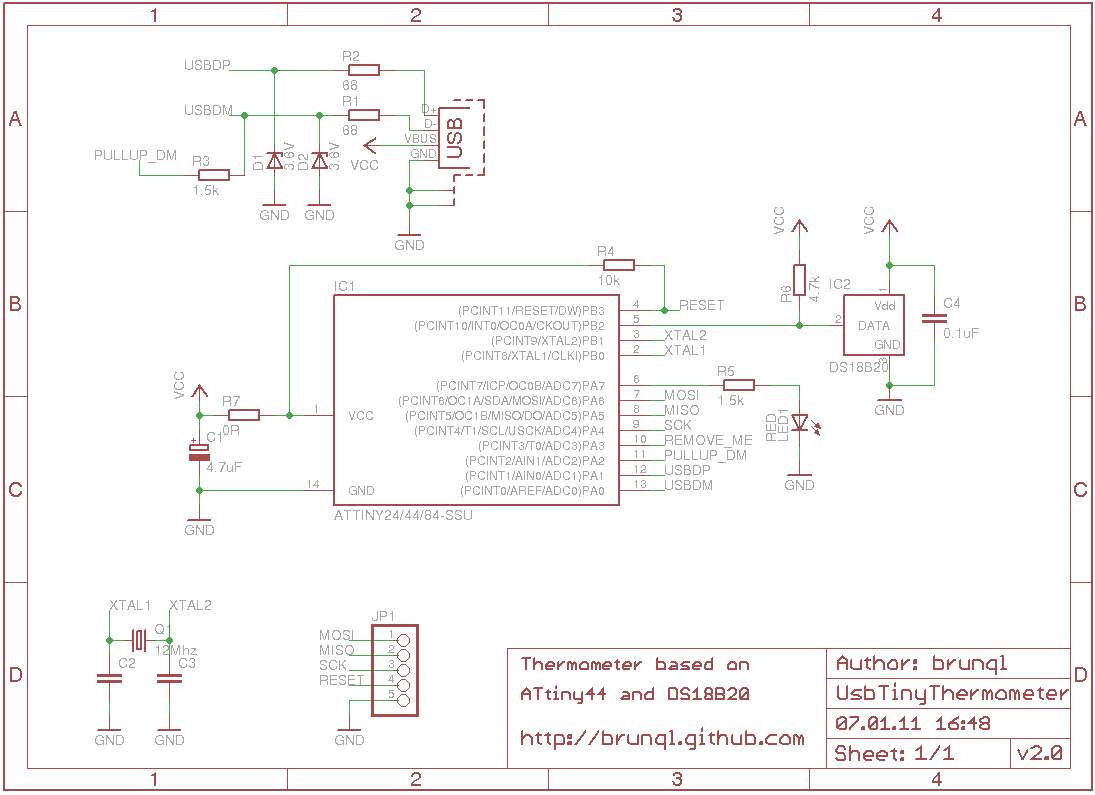 1 2 3 4
A A
B B
C C
D D
1 2 3 4
USBDP
R2
68
USBDM
R1
68
PULLUP_DM
R3
1.5k
D1
3.6V
D2
3.6V
VCC
D+
D-
VBUS
GND
USB
GND
GND
GND
R4
10k
IC1
VCC
R7
0R
C1
+
4.7uF
GND
1
VCC
14
GND
(PCINT11/RESET/DW)PB3 4 RESET
(PCINT10/INT0/OC0A/CKOUT)PB2 5
(PCINT9/XTAL2)PB1 3 XTAL2
(PCINT8/XTAL1/CLKI)PB0 2 XTAL1
(PCINT7/ICP/OC0B/ADC7)PA7 6
(PCINT6/OC1A/SDA/MOSI/ADC6)PA6 7 MOSI
(PCINT5/OC1B/MISO/DO/ADC5)PA5 8 MISO
(PCINT4/T1/SCL/USCK/ADC4)PA4 9 SCK
(PCINT3/T0/ADC3)PA3 10 REMOVE_ME
(PCINT2/AIN1/ADC2)PA2 11 PULLUP_DM
(PCINT1/AIN0/ADC1)PA1 12 USBDP
(PCINT0/AREF/ADC0)PA0 13 USBDM
ATTINY24/44/84-SSU
R5
1.5k
RED
LED1
GND
VCC
R6
4.7k
VCC
IC2
1
Vdd
2
DATA
GND
3
DS18B20
C4
0.1uF
GND
XTAL1
XTAL2
Q1
12Mhz
C2
C3
GND
GND
JP1
MOSI 1
MISO 2
SCK 3
RESET 4
5
GND
Thermometer based on
ATtiny44 and DS18B20
http://brunql.github.com
Author: brunql
UsbTinyThermometer
07.01.11 16:48
Sheet: 1/1
v2.0